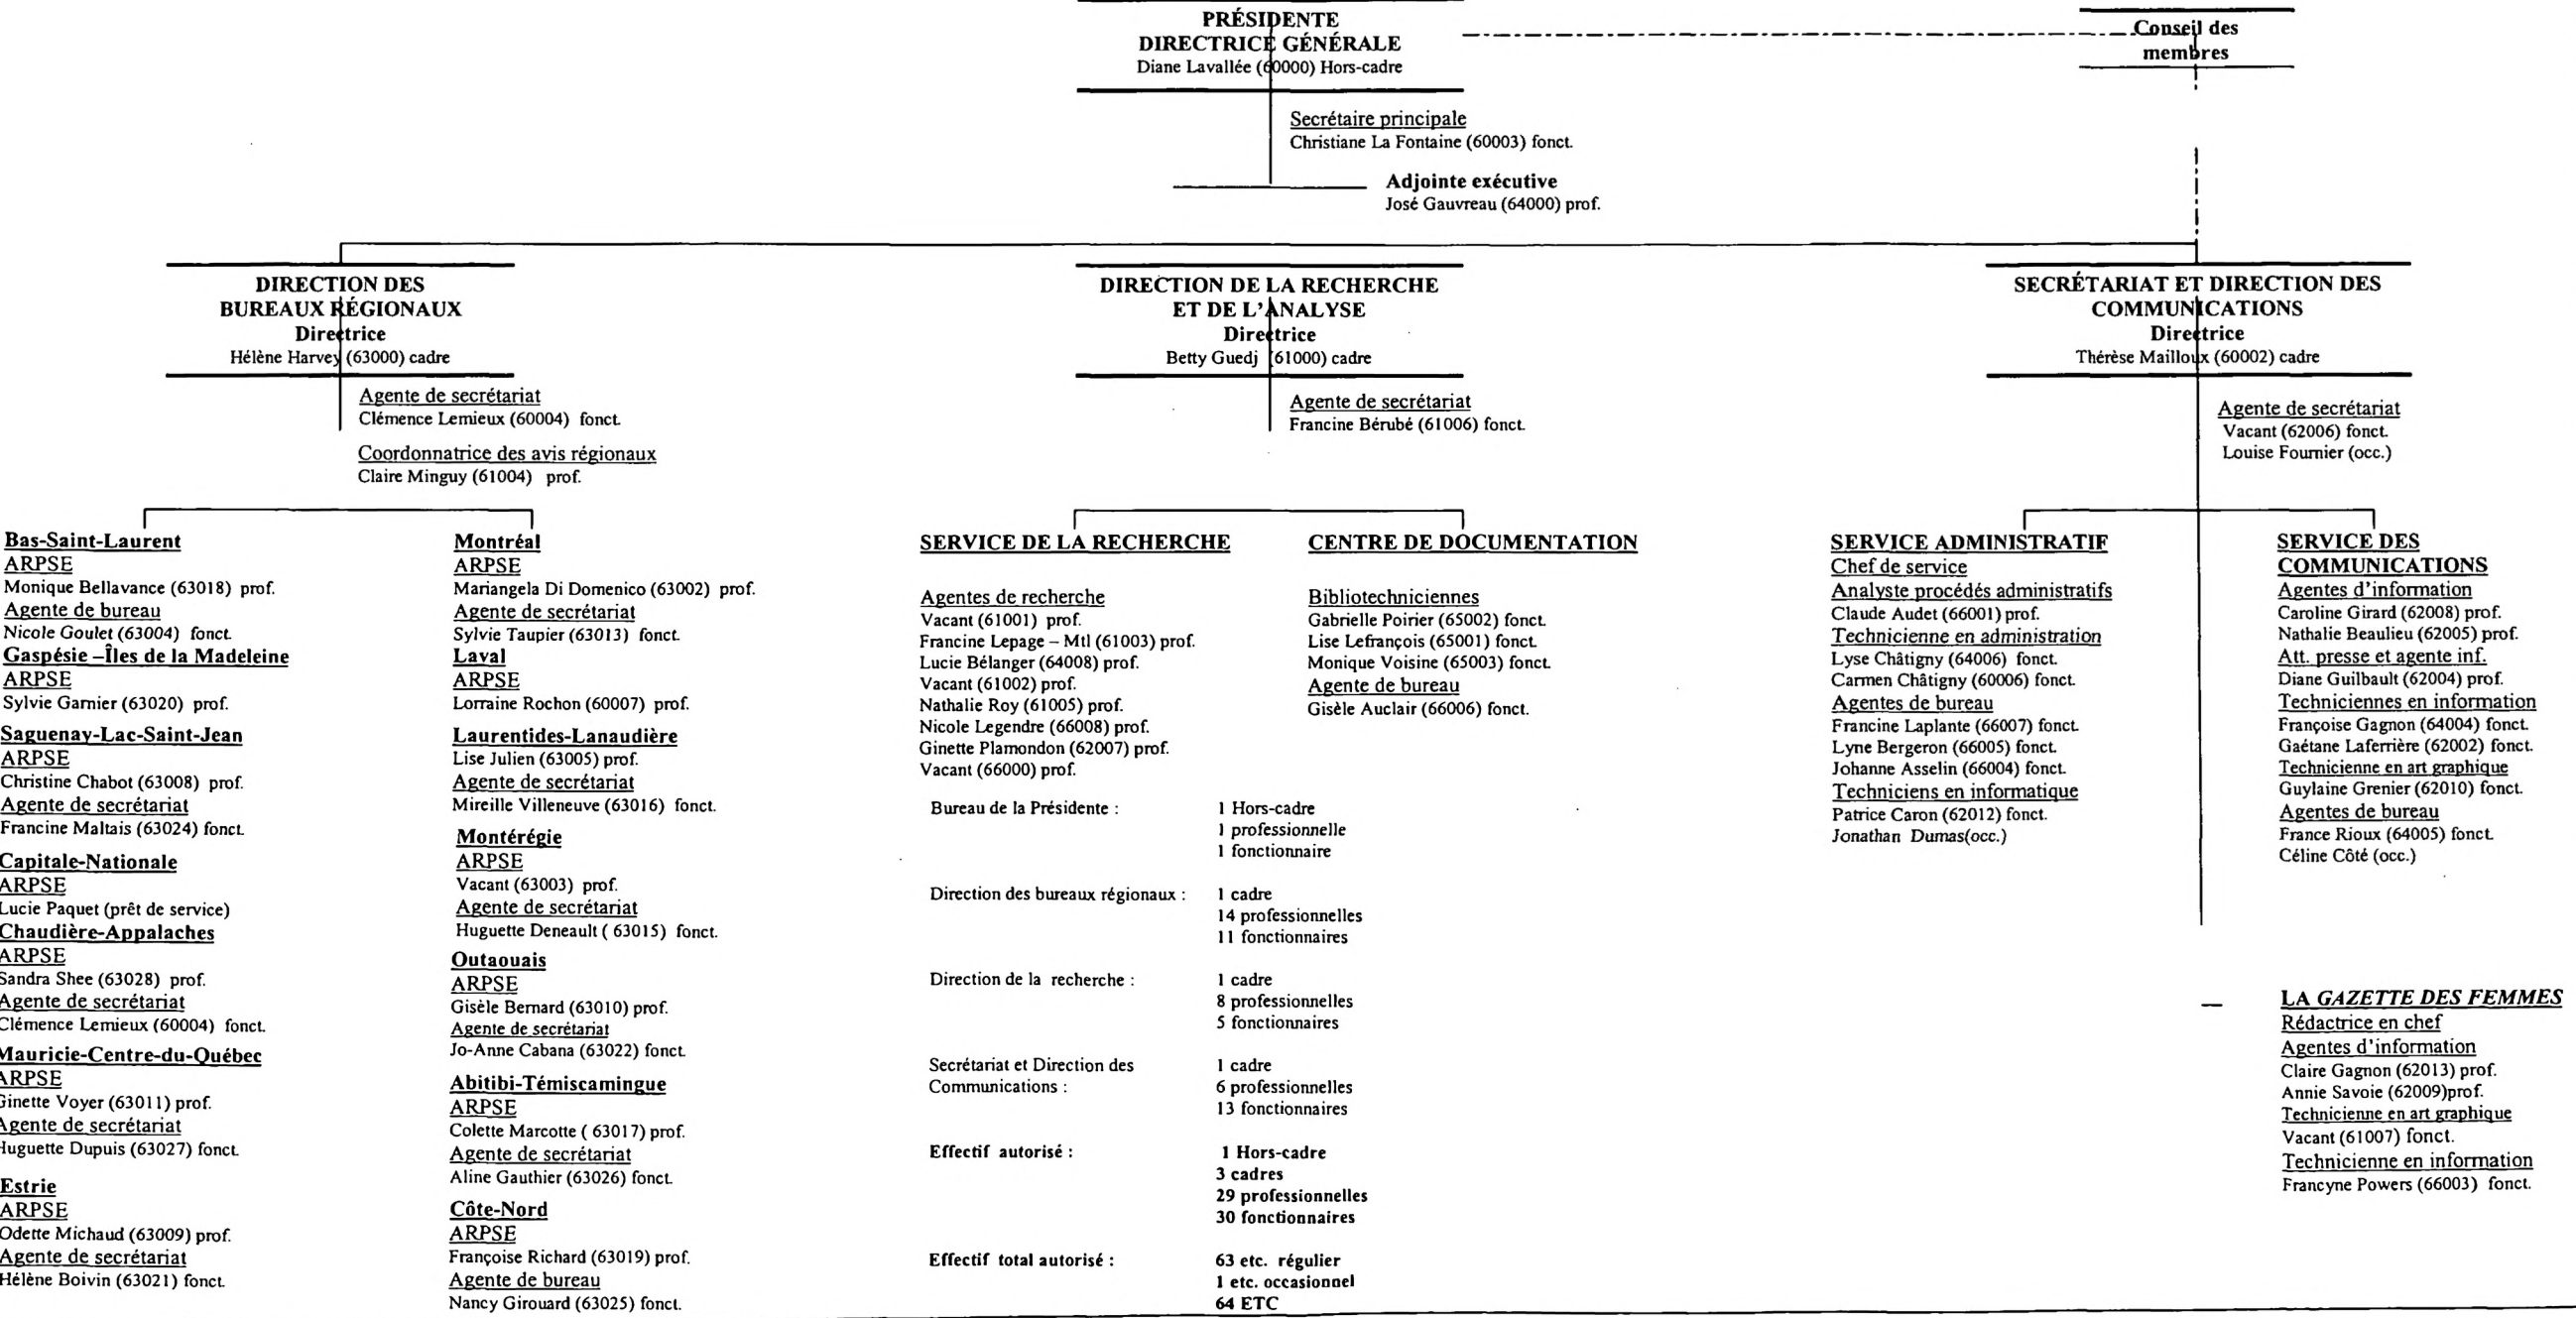 PRÉSIDENTE
DIRECTRICE GÉNÉRALE
Diane Lavallée (60000) Hors-cadre
Conseil des
membres
Secrétaire principale
Christiane La Fontaine (60003) fonct.
Adjointe exécutive
José Gauvreau (64000) prof.
DIRECTION DES
BUREAUX RÉGIONAUX
Directrice
Hélène Harvey (63000) cadre
Agente de secrétariat
Clémence Lemieux (60004) fonct.
Coordonnatrice des avis régionaux
Claire Minguy (61004) prof.
DIRECTION DE LA RECHERCHE
ET DE L'ANALYSE
Directrice
Betty Guedj (61000) cadre
Agente de secrétariat
Francine Bérubé (61006) fonct.
SECRÉTARIAT ET DIRECTION DES
COMMUNICATIONS
Directrice
Thérèse Mailloux (60002) cadre
Agente de secrétariat
Vacant (62006) fonct.
Louise Fournier (occ.)
Bas-Saint-Laurent
ARPSE
Monique Bellavance (63018) prof.
Agente de bureau
Nicole Goulet (63004) fonct.
Gaspésie –Îles de la Madeleine
ARPSE
Sylvie Garnier (63020) prof.
Saguenay-Lac-Saint-Jean
ARPSE
Christine Chabot (63008) prof.
Agente de secrétariat
Francine Maltais (63024) fonct.
Capitale-Nationale
ARPSE
Lucie Paquet (prêt de service)
Chaudière-Appalaches
ARPSE
Sandra Shee (63028) prof.
Agente de secrétariat
Clémence Lemieux (60004) fonct.
Mauricie-Centre-du-Québec
ARPSE
Ginette Voyer (63011) prof.
Agente de secrétariat
Huguette Dupuis (63027) fonct.
Estrie
ARPSE
Odette Michaud (63009) prof.
Agente de secrétariat
Hélène Boivin (63021) fonct.
Montréal
ARPSE
Mariangela Di Domenico (63002) prof.
Agente de secrétariat
Sylvie Taupier (63013) fonct.
Laval
ARPSE
Lorraine Rochon (60007) prof.
Laurentides-Lanaudière
Lise Julien (63005) prof.
Agente de secrétariat
Mireille Villeneuve (63016) fonct.
Montérégie
ARPSE
Vacant (63003) prof.
Agente de secrétariat
Huguette Deneault ( 63015) fonct.
Outaouais
ARPSE
Gisèle Bernard (63010) prof.
Agente de secrétariat
Jo-Anne Cabana (63022) fonct.
Abitibi-Témiscamingue
ARPSE
Colette Marcotte ( 63017) prof.
Agente de secrétariat
Aline Gauthier (63026) fonct.
Côte-Nord
ARPSE
Françoise Richard (63019) prof.
Agente de bureau
Nancy Girouard (63025) fonct.
SERVICE DE LA RECHERCHE
Agentes de recherche
Vacant (61001) prof.
Francine Lepage – Mtl (61003) prof.
Lucie Bélanger (64008) prof.
Vacant (61002) prof.
Nathalie Roy (61005) prof.
Nicole Legendre (66008) prof.
Ginette Plamondon (62007) prof.
Vacant (66000) prof.
CENTRE DE DOCUMENTATION
Bibliotechniciennes
Gabrielle Poirier (65002) fonct.
Lise Lefrançois (65001) fonct.
Monique Voisine (65003) fonct.
Agente de bureau
Gisèle Auclair (66006) fonct.
Bureau de la Présidente : 1 Hors-cadre
1 professionnelle
1 fonctionnaire
Direction des bureaux régionaux : 1 cadre
14 professionnelles
11 fonctionnaires
Direction de la recherche : 1 cadre
8 professionnelles
5 fonctionnaires
Secrétariat et Direction des 1 cadre
Communications : 6 professionnelles
13 fonctionnaires
Effectif autorisé : 1 Hors-cadre
3 cadres
29 professionnelles
30 fonctionnaires
Effectif total autorisé : 63 etc. régulier
1 etc. occasionnel
64 ETC
SERVICE ADMINISTRATIF
Chef de service
Analyste procédés administratifs
Claude Audet (66001) prof.
Technicienne en administration
Lyse Châtigny (64006) fonct.
Carmen Châtigny (60006) fonct.
Agentes de bureau
Francine Laplante (66007) fonct.
Lyne Bergeron (66005) fonct.
Johanne Asselin (66004) fonct.
Techniciens en informatique
Patrice Caron (62012) fonct.
Jonathan Dumas(occ.)
SERVICE DES
COMMUNICATIONS
Agentes d'information
Caroline Girard (62008) prof.
Nathalie Beaulieu (62005) prof.
Att. presse et agente inf.
Diane Guilbault (62004) prof.
Techniciennes en information
Françoise Gagnon (64004) fonct.
Gaétane Laferrière (62002) fonct.
Technicienne en art graphique
Guylaine Grenier (62010) fonct.
Agentes de bureau
France Rioux (64005) fonct.
Céline Côté (occ.)
LA GAZETTE DES FEMMES
Rédactrice en chef
Agentes d'information
Claire Gagnon (62013) prof.
Annie Savoie (62009)prof.
Technicienne en art graphique
Vacant (61007) fonct.
Technicienne en information
Francyne Powers (66003) fonct.